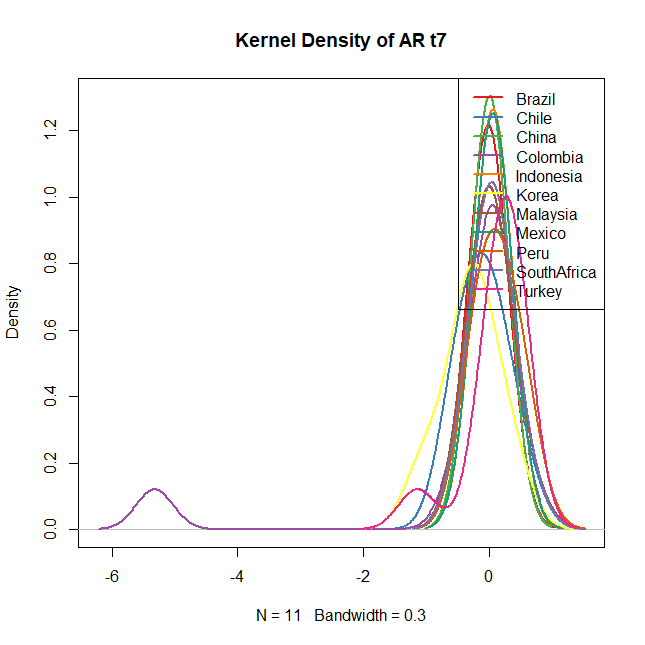 Kernel Density of AR t7
Density
0.0 0.2 0.4 0.6 0.8 1.0 1.2
Brazil
Chile
China
Colombia
Indonesia
Korea
Malaysia
Mexico
Peru
SouthAfrica
Turkey
-6 -4 -2 0
N = 11 Bandwidth = 0.3